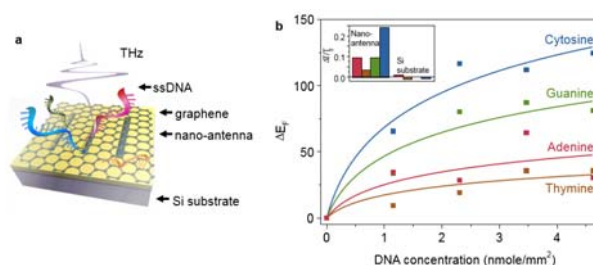 a
THz
ssDNA
graphene
nano-antenna
Si substrate
b
150
100
50
0
ΔE_F
0.2
0.1
0.0
Nano-
antenna
Si
substrate
Cytosine
Guanine
Adenine
Thymine
0
1
2
3
4
DNA concentration (nmole/mm²)